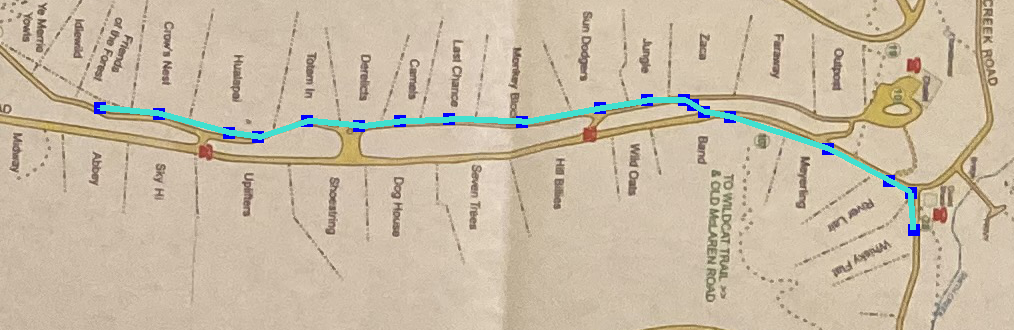 Ye Merrie
Yowls
Idlewild
Friends
of the Forest
Crow's Nest
Hualapai
Totem In
Derelicts
Camels
Last Chance
Monkey Block
Sun Dodgers
Jungle
Zaca
Faraway
Outpost
CREEK ROAD
Midway
Abbey
Sky Hi
Uplifters
Shoestring
Dog House
Seven Trees
Hill Billies
Wild Oats
Band
Meyerling
River Lair
Whisky Flat
TO WILDCAT TRAIL >>
& OLD McLAREN ROAD